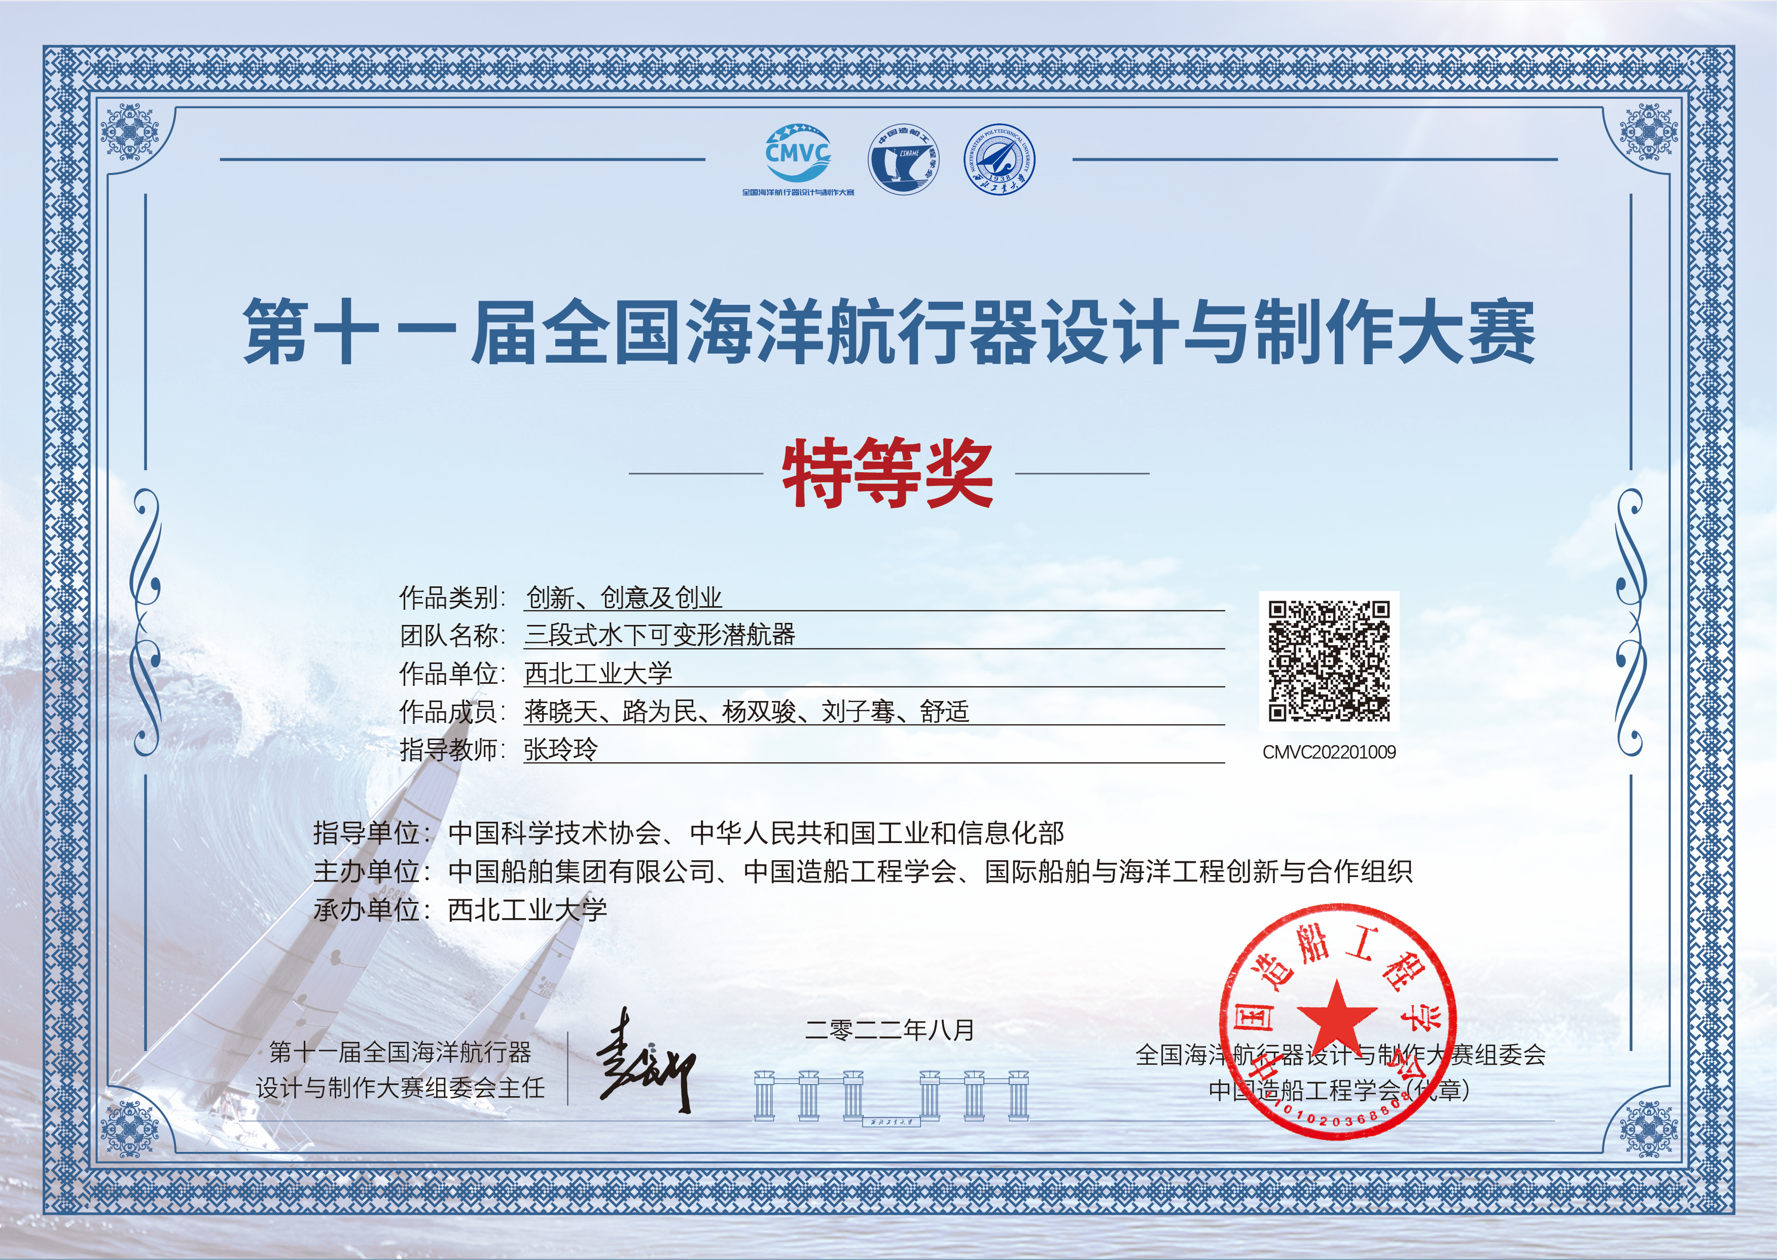 CMVC
全国海洋航行器设计与制作大赛
中国造船工程学会
CSNAME
NORTHWESTERN POLYTECHNICAL UNIVERSITY
1938
西北工业大学
第十一届全国海洋航行器设计与制作大赛
特等奖
作品类别：创新、创意及创业
团队名称：三段式水下可变形潜航器
作品单位：西北工业大学
作品成员：蒋晓天、路为民、杨双骏、刘子骞、舒适
指导教师：张玲玲
CMVC202201009
指导单位：中国科学技术协会、中华人民共和国工业和信息化部
主办单位：中国船舶集团有限公司、中国造船工程学会、国际船舶与海洋工程创新与合作组织
承办单位：西北工业大学
第十一届全国海洋航行器
设计与制作大赛组委会主任
二零二二年八月
西北工业大学
全国海洋航行器设计与制作大赛组委会
中国造船工程学会（代章）
中国造船工程学会
1101020368808